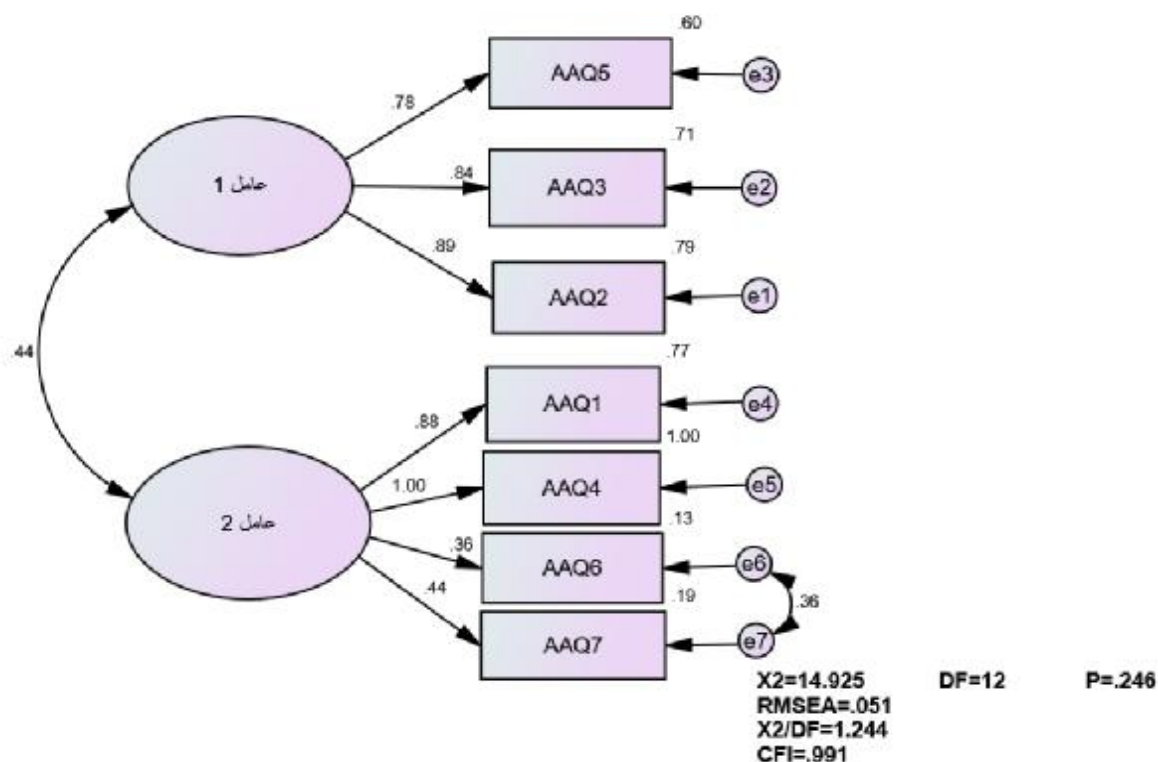 .60
AAQ5
e3
.78
.71
عامل 1
.84
AAQ3
e2
.89
.79
AAQ2
e1
.44
.77
AAQ1
e4
.88
1.00
1.00
AAQ4
e5
عامل 2
.13
.36
AAQ6
e6
.44
.19
.36
AAQ7
e7
X2=14.925 DF=12 P=.246
RMSEA=.051
X2/DF=1.244
CFI=.991